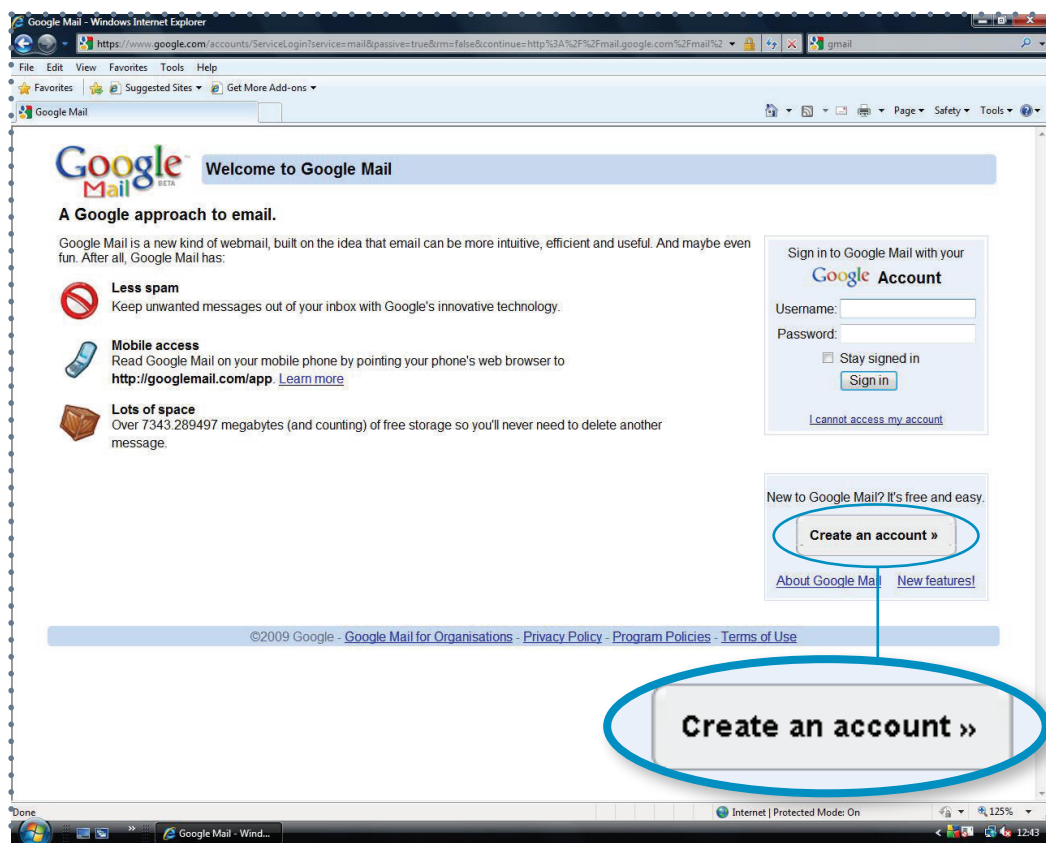 Google Mail - Windows Internet Explorer
https://www.google.com/accounts/ServiceLogin?service=mail&passive=true&rm=false&continue=http%3A%2F%2Fmail.google.com%2Fmail%2
gmail
File Edit View Favorites Tools Help
Favorites Suggested Sites Get More Add-ons
Google Mail
Page Safety Tools
Google Mail BETA
Welcome to Google Mail
A Google approach to email.
Google Mail is a new kind of webmail, built on the idea that email can be more intuitive, efficient and useful. And maybe even
fun. After all, Google Mail has:
Less spam
Keep unwanted messages out of your inbox with Google's innovative technology.
Mobile access
Read Google Mail on your mobile phone by pointing your phone's web browser to
http://googlemail.com/app. Learn more
Lots of space
Over 7343.289497 megabytes (and counting) of free storage so you'll never need to delete another
message.
Sign in to Google Mail with your
Google Account
Username:
Password:
Stay signed in
Sign in
I cannot access my account
New to Google Mail? It's free and easy.
Create an account »
About Google Mail New features!
©2009 Google - Google Mail for Organisations - Privacy Policy - Program Policies - Terms of Use
Create an account »
Done
Internet | Protected Mode: On
125%
Google Mail - Wind...
12:43